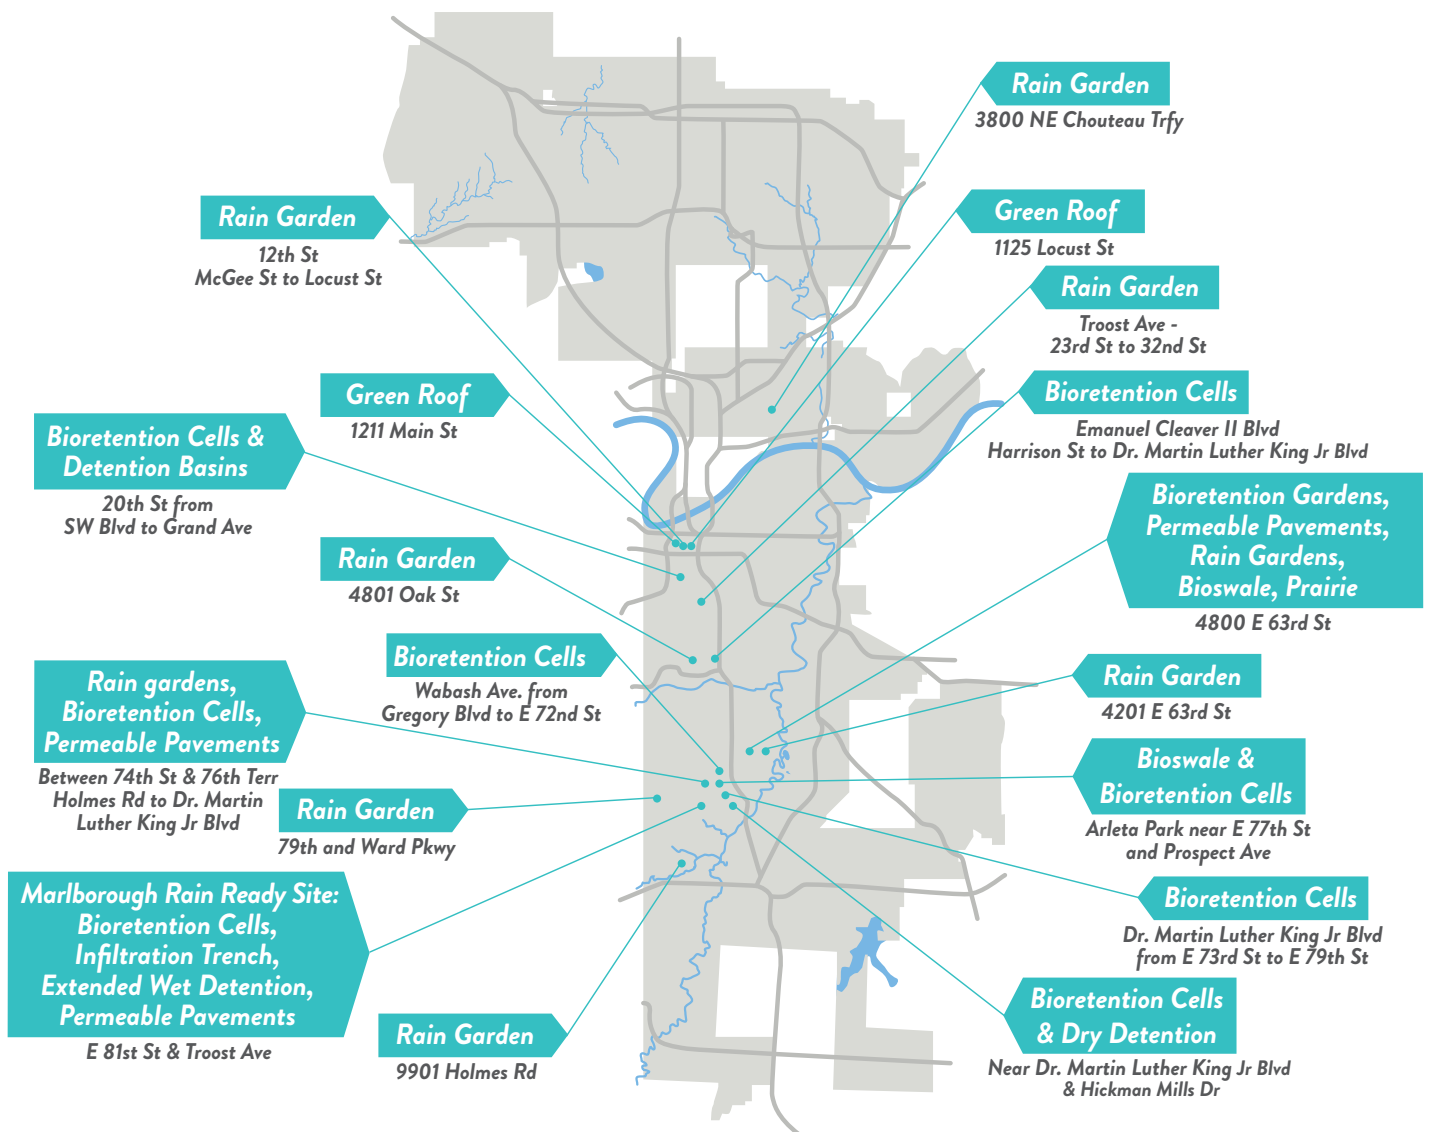 Rain Garden
3800 NE Chouteau Trfy
Rain Garden
12th St
McGee St to Locust St
Green Roof
1125 Locust St
Rain Garden
Troost Ave -
23rd St to 32nd St
Green Roof
1211 Main St
Bioretention Cells
Emanuel Cleaver II Blvd
Harrison St to Dr. Martin Luther King Jr Blvd
Bioretention Cells &
Detention Basins
20th St from
SW Blvd to Grand Ave
Bioretention Gardens,
Permeable Pavements,
Rain Gardens,
Bioswale, Prairie
4800 E 63rd St
Rain Garden
4801 Oak St
Bioretention Cells
Wabash Ave. from
Gregory Blvd to E 72nd St
Rain Garden
4201 E 63rd St
Rain gardens,
Bioretention Cells,
Permeable Pavements
Between 74th St & 76th Terr
Holmes Rd to Dr. Martin
Luther King Jr Blvd
Bioswale &
Bioretention Cells
Arleta Park near E 77th St
and Prospect Ave
Rain Garden
79th and Ward Pkwy
Marlborough Rain Ready Site:
Bioretention Cells,
Infiltration Trench,
Extended Wet Detention,
Permeable Pavements
E 81st St & Troost Ave
Bioretention Cells
Dr. Martin Luther King Jr Blvd
from E 73rd St to E 79th St
Rain Garden
9901 Holmes Rd
Bioretention Cells
& Dry Detention
Near Dr. Martin Luther King Jr Blvd
& Hickman Mills Dr